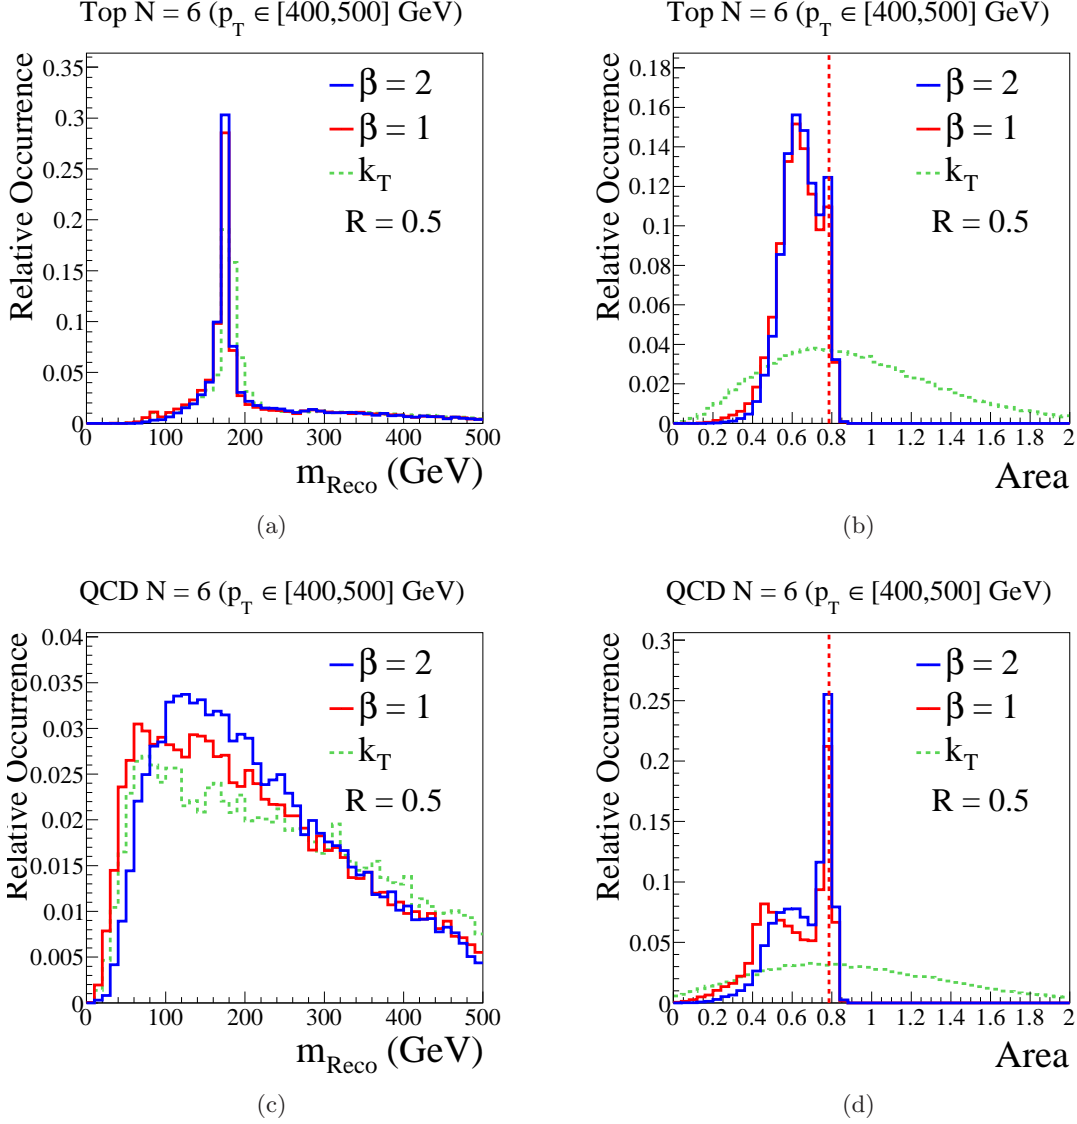 Top N = 6 (p_T ∈ [400,500] GeV)
Relative Occurrence
0.35
0.3
0.25
0.2
0.15
0.1
0.05
0
β = 2
β = 1
k_T
R = 0.5
0 100 200 300 400 500
m_Reco (GeV)
(a)
Top N = 6 (p_T ∈ [400,500] GeV)
Relative Occurrence
0.18
0.16
0.14
0.12
0.1
0.08
0.06
0.04
0.02
0
β = 2
β = 1
k_T
R = 0.5
0 0.2 0.4 0.6 0.8 1 1.2 1.4 1.6 1.8 2
Area
(b)
QCD N = 6 (p_T ∈ [400,500] GeV)
Relative Occurrence
0.04
0.035
0.03
0.025
0.02
0.015
0.01
0.005
0
β = 2
β = 1
k_T
R = 0.5
0 100 200 300 400 500
m_Reco (GeV)
(c)
QCD N = 6 (p_T ∈ [400,500] GeV)
Relative Occurrence
0.3
0.25
0.2
0.15
0.1
0.05
0
β = 2
β = 1
k_T
R = 0.5
0 0.2 0.4 0.6 0.8 1 1.2 1.4 1.6 1.8 2
Area
(d)